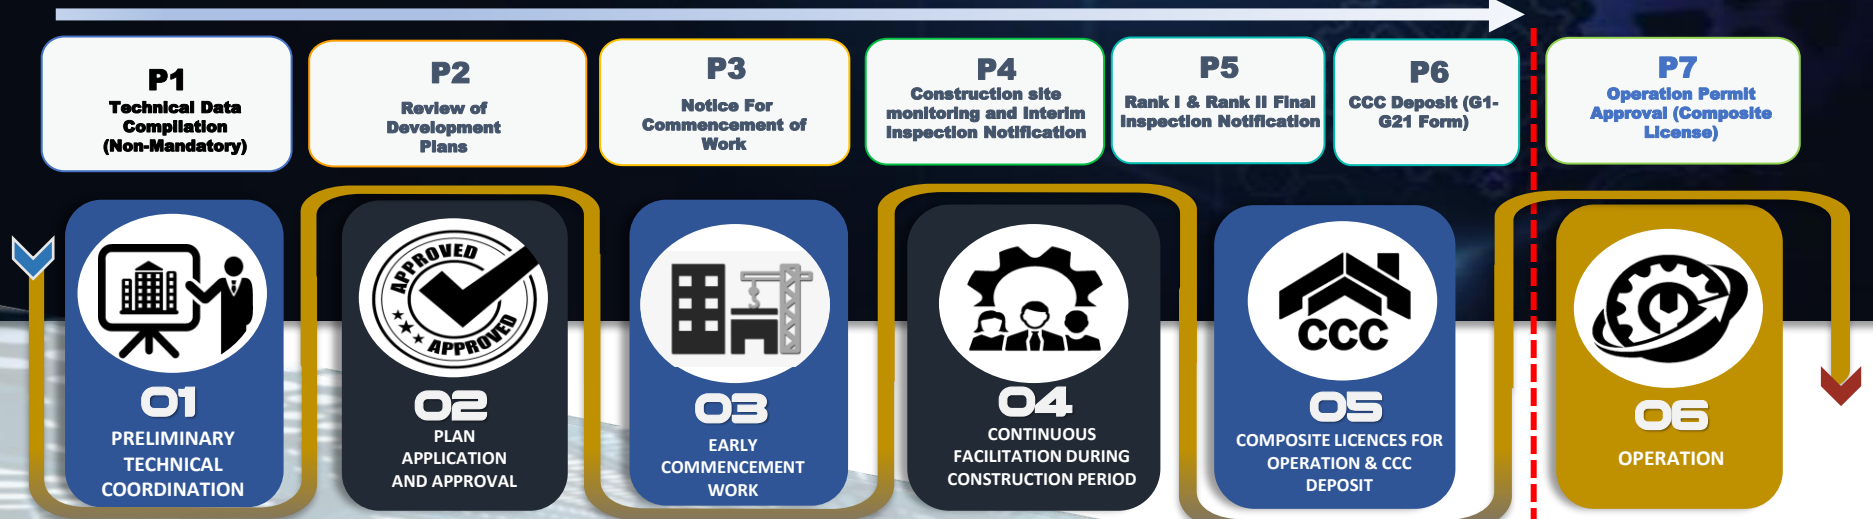 P1
Technical Data
Compilation
(Non-Mandatory)
P2
Review of
Development
Plans
P3
Notice For
Commencement of
Work
P4
Construction site
monitoring and Interim
Inspection Notification
P5
Rank I & Rank II Final
Inspection Notification
P6
CCC Deposit (G1-
G21 Form)
P7
Operation Permit
Approval (Composite
License)
01
PRELIMINARY
TECHNICAL
COORDINATION
APPROVED
APPROVED
02
PLAN
APPLICATION
AND APPROVAL
03
EARLY
COMMENCEMENT
WORK
04
CONTINUOUS
FACILITATION DURING
CONSTRUCTION PERIOD
CCC
05
COMPOSITE LICENCES FOR
OPERATION & CCC
DEPOSIT
06
OPERATION